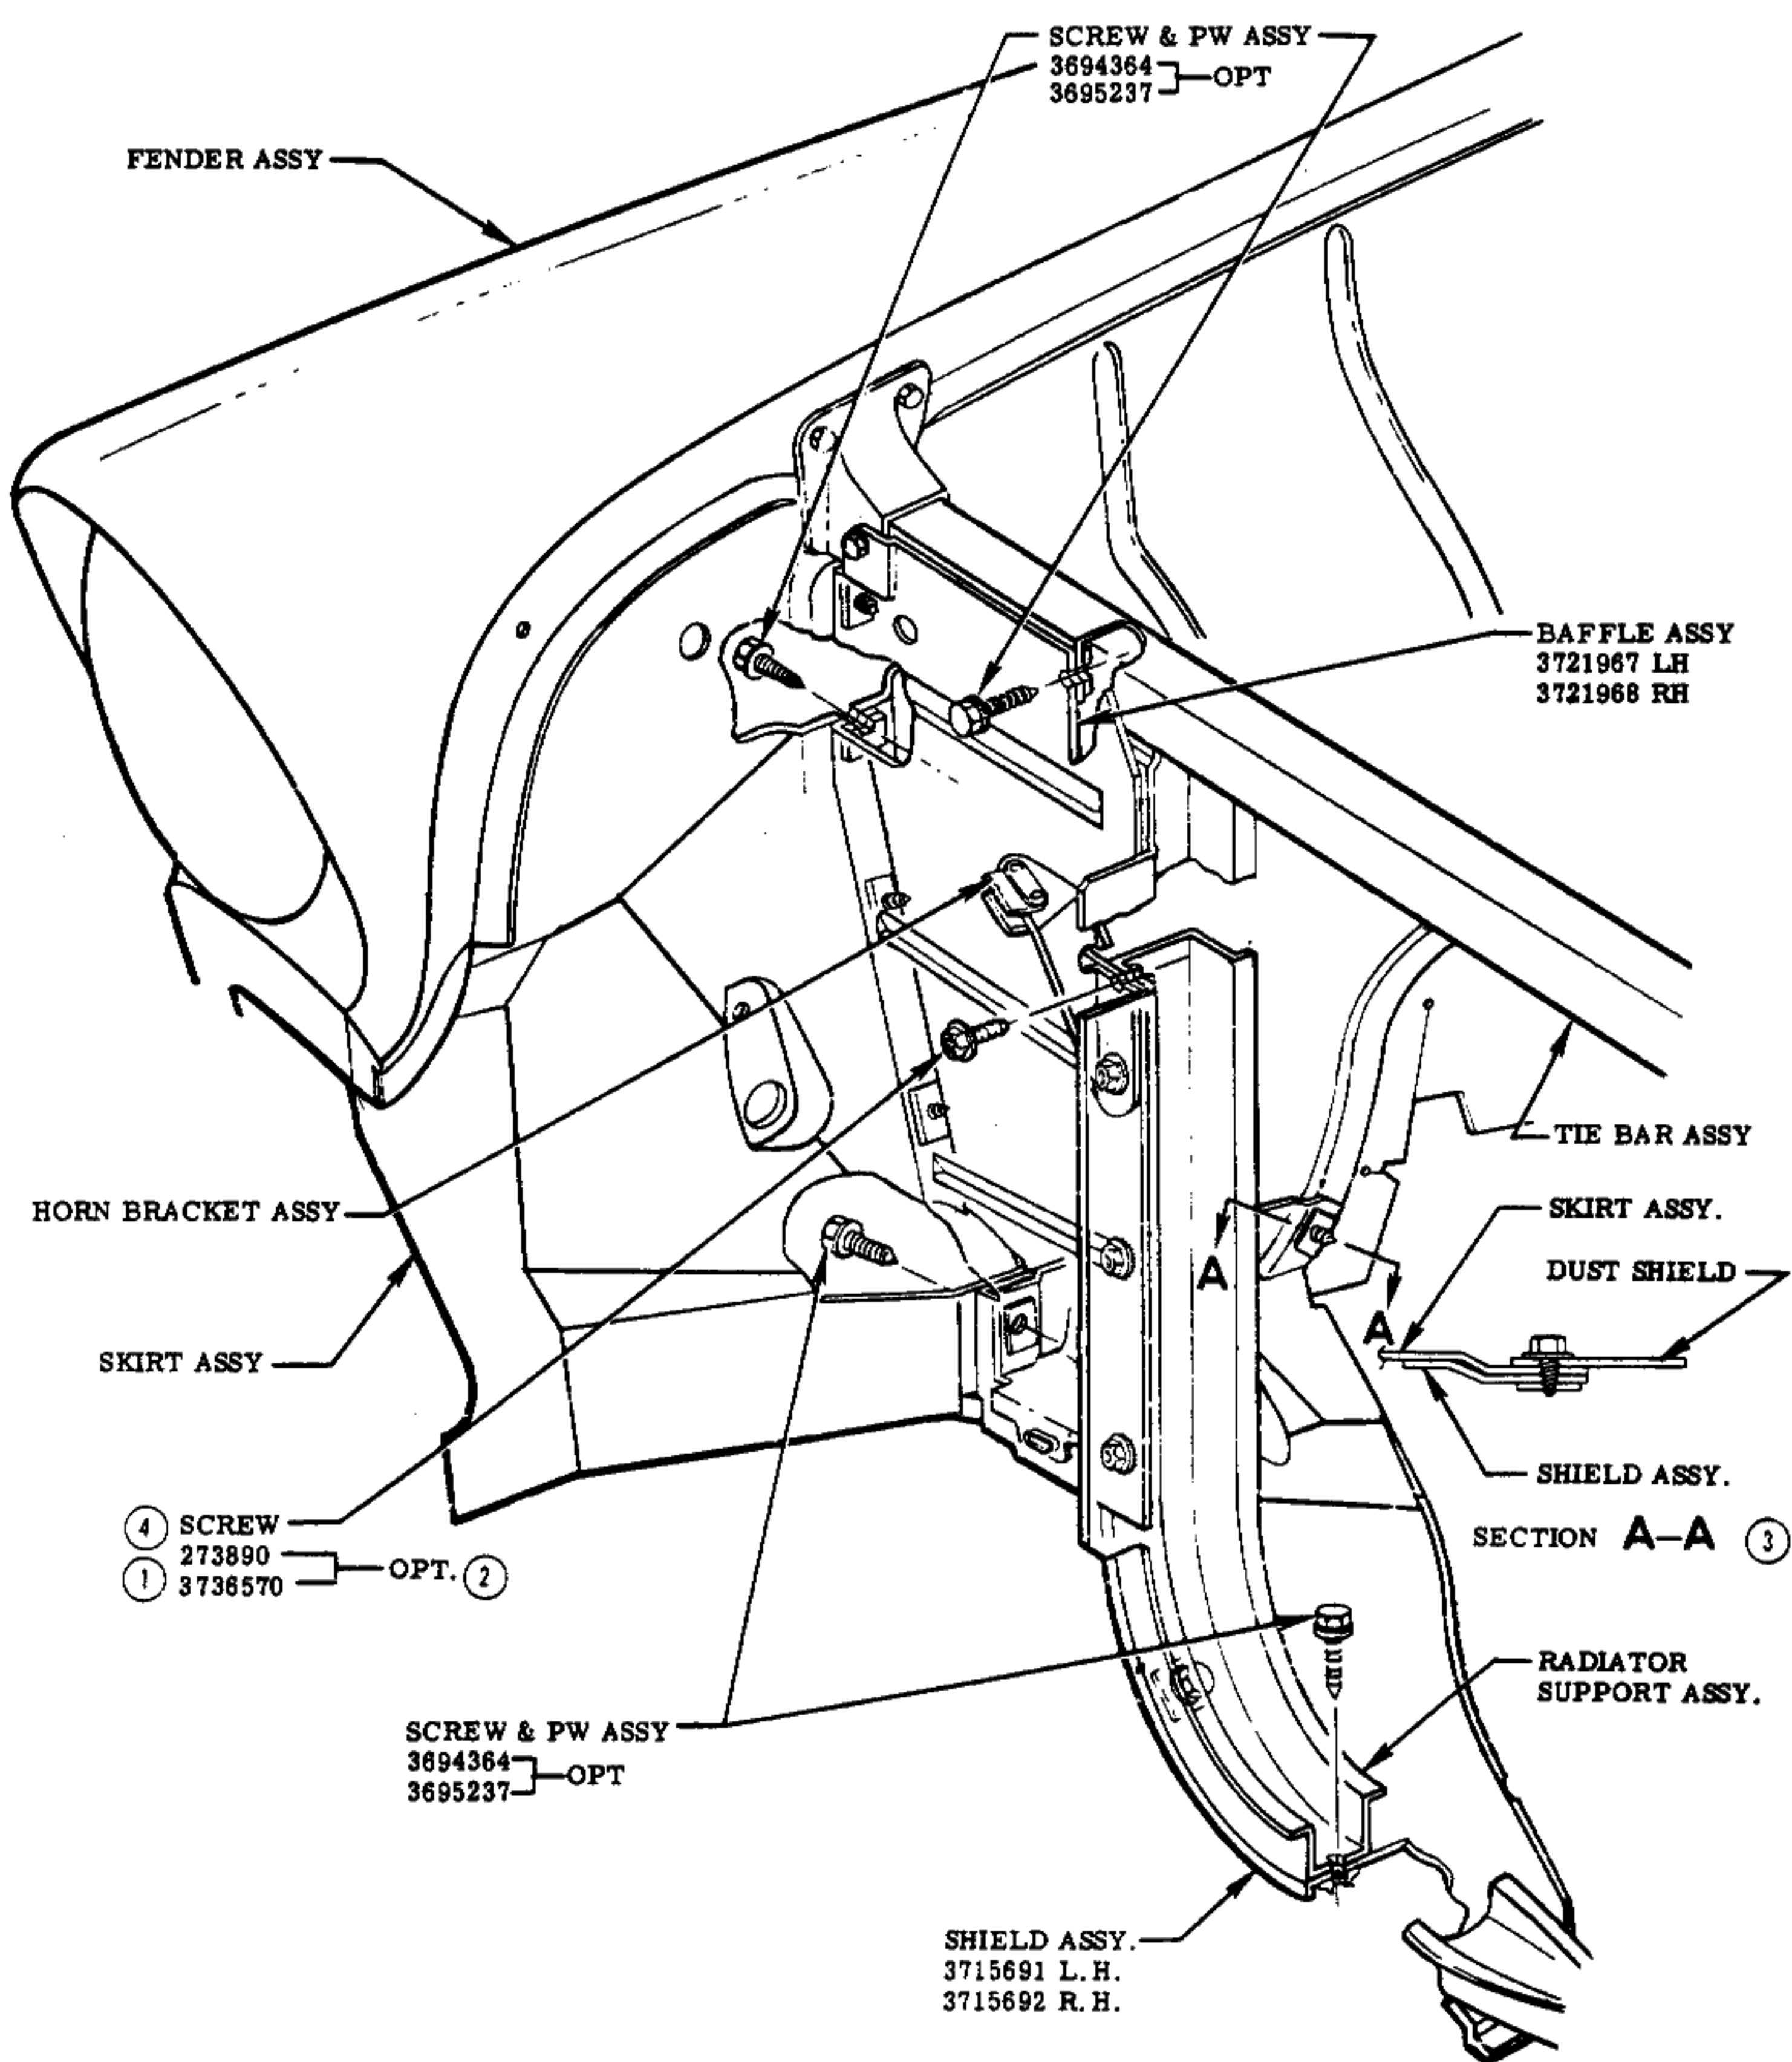 SCREW & PW ASSY
3694364
3695237
OPT
FENDER ASSY
BAFFLE ASSY
3721967 LH
3721968 RH
TIE BAR ASSY
HORN BRACKET ASSY
SKIRT ASSY.
DUST SHIELD
A
A
SKIRT ASSY
SHIELD ASSY.
SECTION A-A 3
4 SCREW
273890
1 3736570
OPT. 2
RADIATOR
SUPPORT ASSY.
SCREW & PW ASSY
3694364
3695237
OPT
SHIELD ASSY.
3715691 L.H.
3715692 R.H.